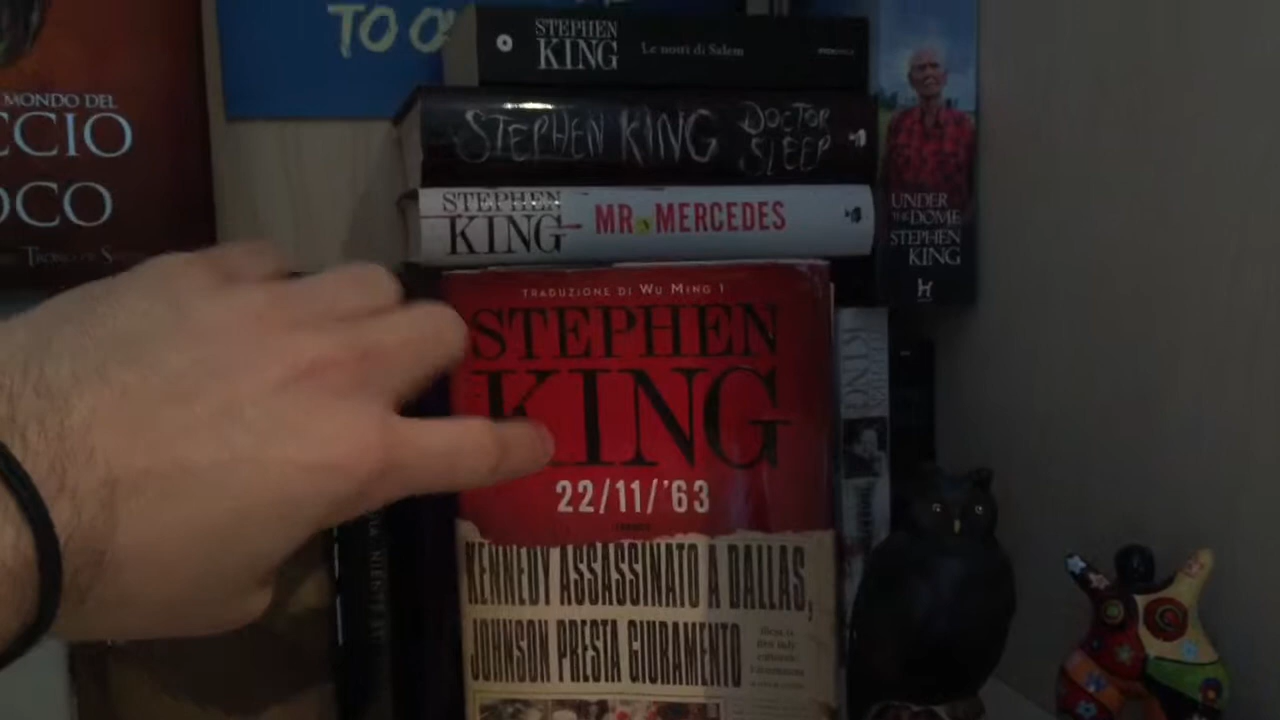 TO
MONDO DEL
CCIO
OCO
STEPHEN
KING
Le notti di Salem
STEPHEN KING
DOCTOR
SLEEP
STEPHEN
KING
MR MERCEDES
UNDER
THE DOME
STEPHEN
KING
H
TRADUZIONE DI WU MING 1
STEPHEN
KING
22/11/'63
KENNEDY ASSASSINATO A DALLAS,
JOHNSON PRESTA GIURAMENTO
KING